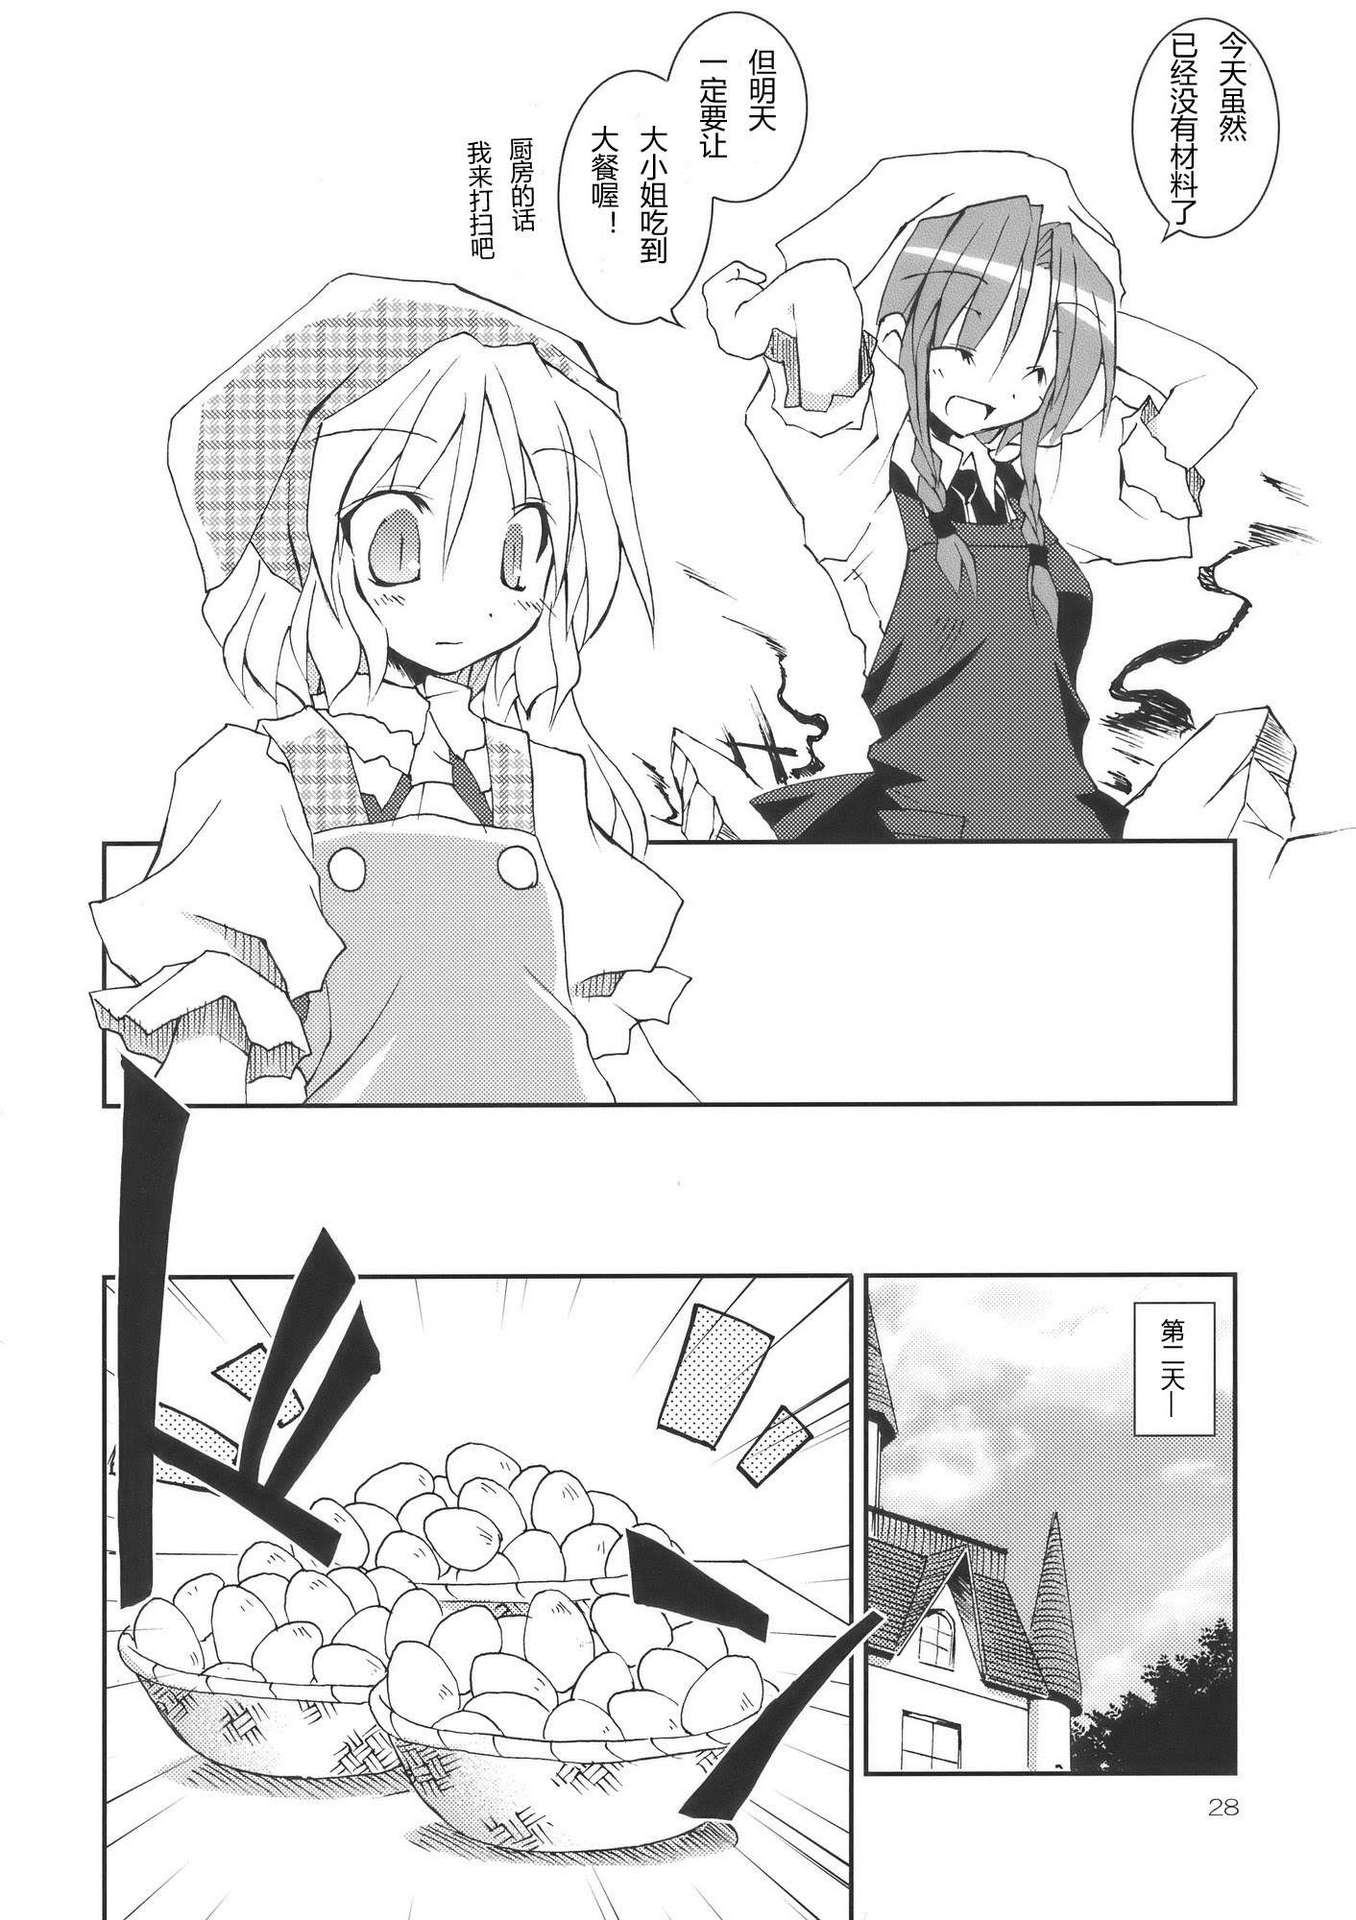 今天虽然
已经没有材料了
但明天
一定要让
大小姐吃到
大餐喔！
厨房的话
我来打扫吧
第二天—
28